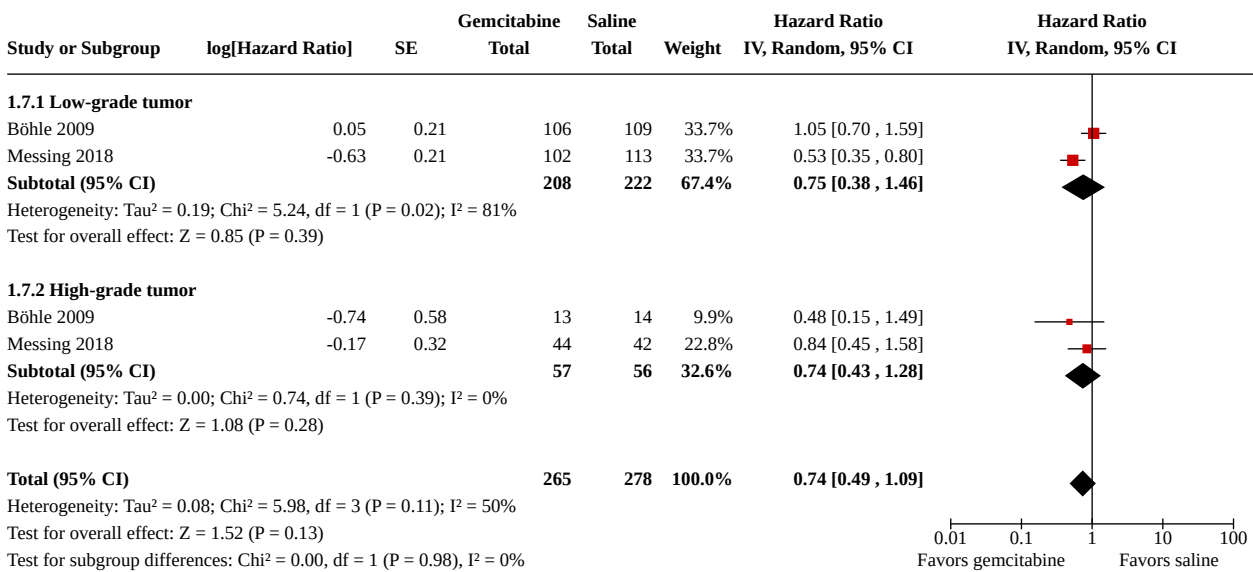 Gemcitabine Saline Hazard Ratio Hazard Ratio
Study or Subgroup log[Hazard Ratio] SE Total Total Weight IV, Random, 95% CI IV, Random, 95% CI
1.7.1 Low-grade tumor
Böhle 2009 0.05 0.21 106 109 33.7% 1.05 [0.70 , 1.59]
Messing 2018 -0.63 0.21 102 113 33.7% 0.53 [0.35 , 0.80]
Subtotal (95% CI) 208 222 67.4% 0.75 [0.38 , 1.46]
Heterogeneity: Tau² = 0.19; Chi² = 5.24, df = 1 (P = 0.02); I² = 81%
Test for overall effect: Z = 0.85 (P = 0.39)
1.7.2 High-grade tumor
Böhle 2009 -0.74 0.58 13 14 9.9% 0.48 [0.15 , 1.49]
Messing 2018 -0.17 0.32 44 42 22.8% 0.84 [0.45 , 1.58]
Subtotal (95% CI) 57 56 32.6% 0.74 [0.43 , 1.28]
Heterogeneity: Tau² = 0.00; Chi² = 0.74, df = 1 (P = 0.39); I² = 0%
Test for overall effect: Z = 1.08 (P = 0.28)
Total (95% CI) 265 278 100.0% 0.74 [0.49 , 1.09]
Heterogeneity: Tau² = 0.08; Chi² = 5.98, df = 3 (P = 0.11); I² = 50%
Test for overall effect: Z = 1.52 (P = 0.13)
Test for subgroup differences: Chi² = 0.00, df = 1 (P = 0.98), I² = 0%
0.01 0.1 1 10 100
Favors gemcitabine Favors saline